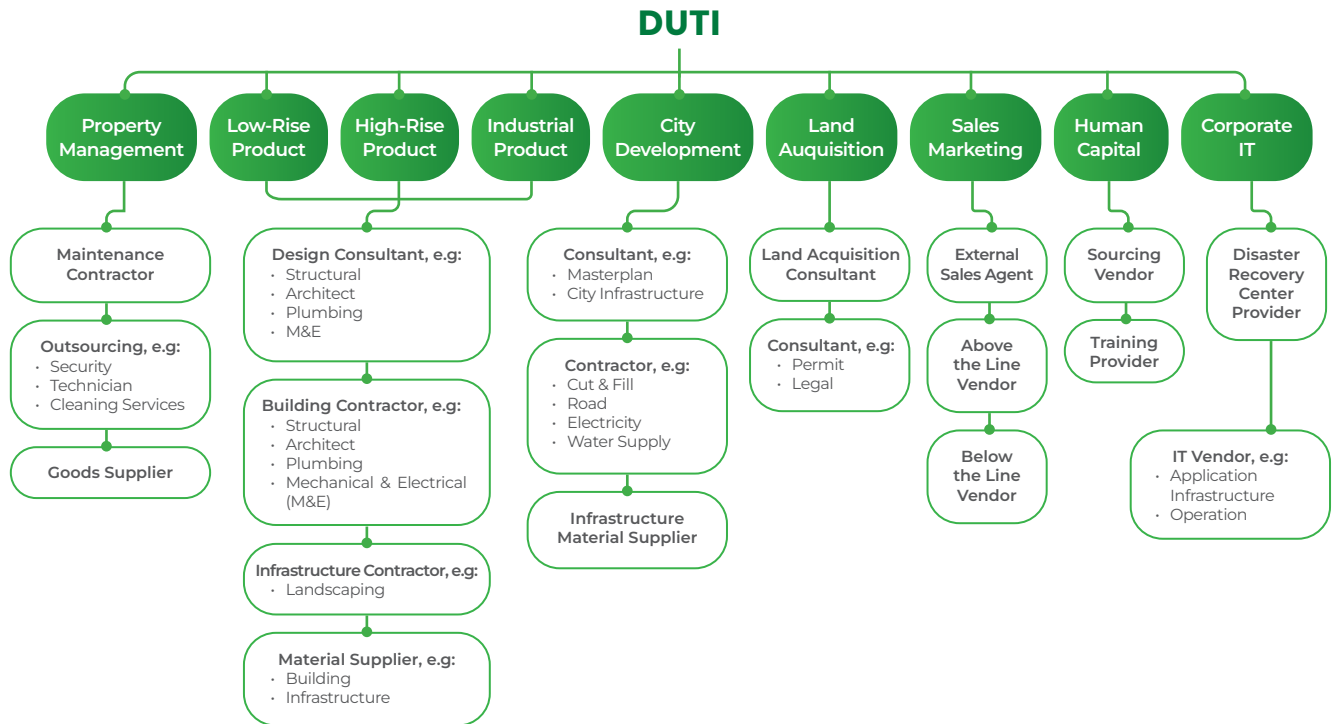 DUTI
Property
Management
Low-Rise
Product
High-Rise
Product
Industrial
Product
City
Development
Land
Auquisition
Sales
Marketing
Human
Capital
Corporate
IT
Maintenance
Contractor
Outsourcing, e.g:
· Security
· Technician
· Cleaning Services
Goods Supplier
Design Consultant, e.g:
· Structural
· Architect
· Plumbing
· M&E
Building Contractor, e.g:
· Structural
· Architect
· Plumbing
· Mechanical & Electrical
(M&E)
Infrastructure Contractor, e.g:
· Landscaping
Material Supplier, e.g:
· Building
· Infrastructure
Consultant, e.g:
· Masterplan
· City Infrastructure
Contractor, e.g:
· Cut & Fill
· Road
· Electricity
· Water Supply
Infrastructure
Material Supplier
Land Acquisition
Consultant
Consultant, e.g:
· Permit
· Legal
External
Sales Agent
Above
the Line
Vendor
Below
the Line
Vendor
Sourcing
Vendor
Training
Provider
Disaster
Recovery
Center
Provider
IT Vendor, e.g:
· Application
Infrastructure
· Operation